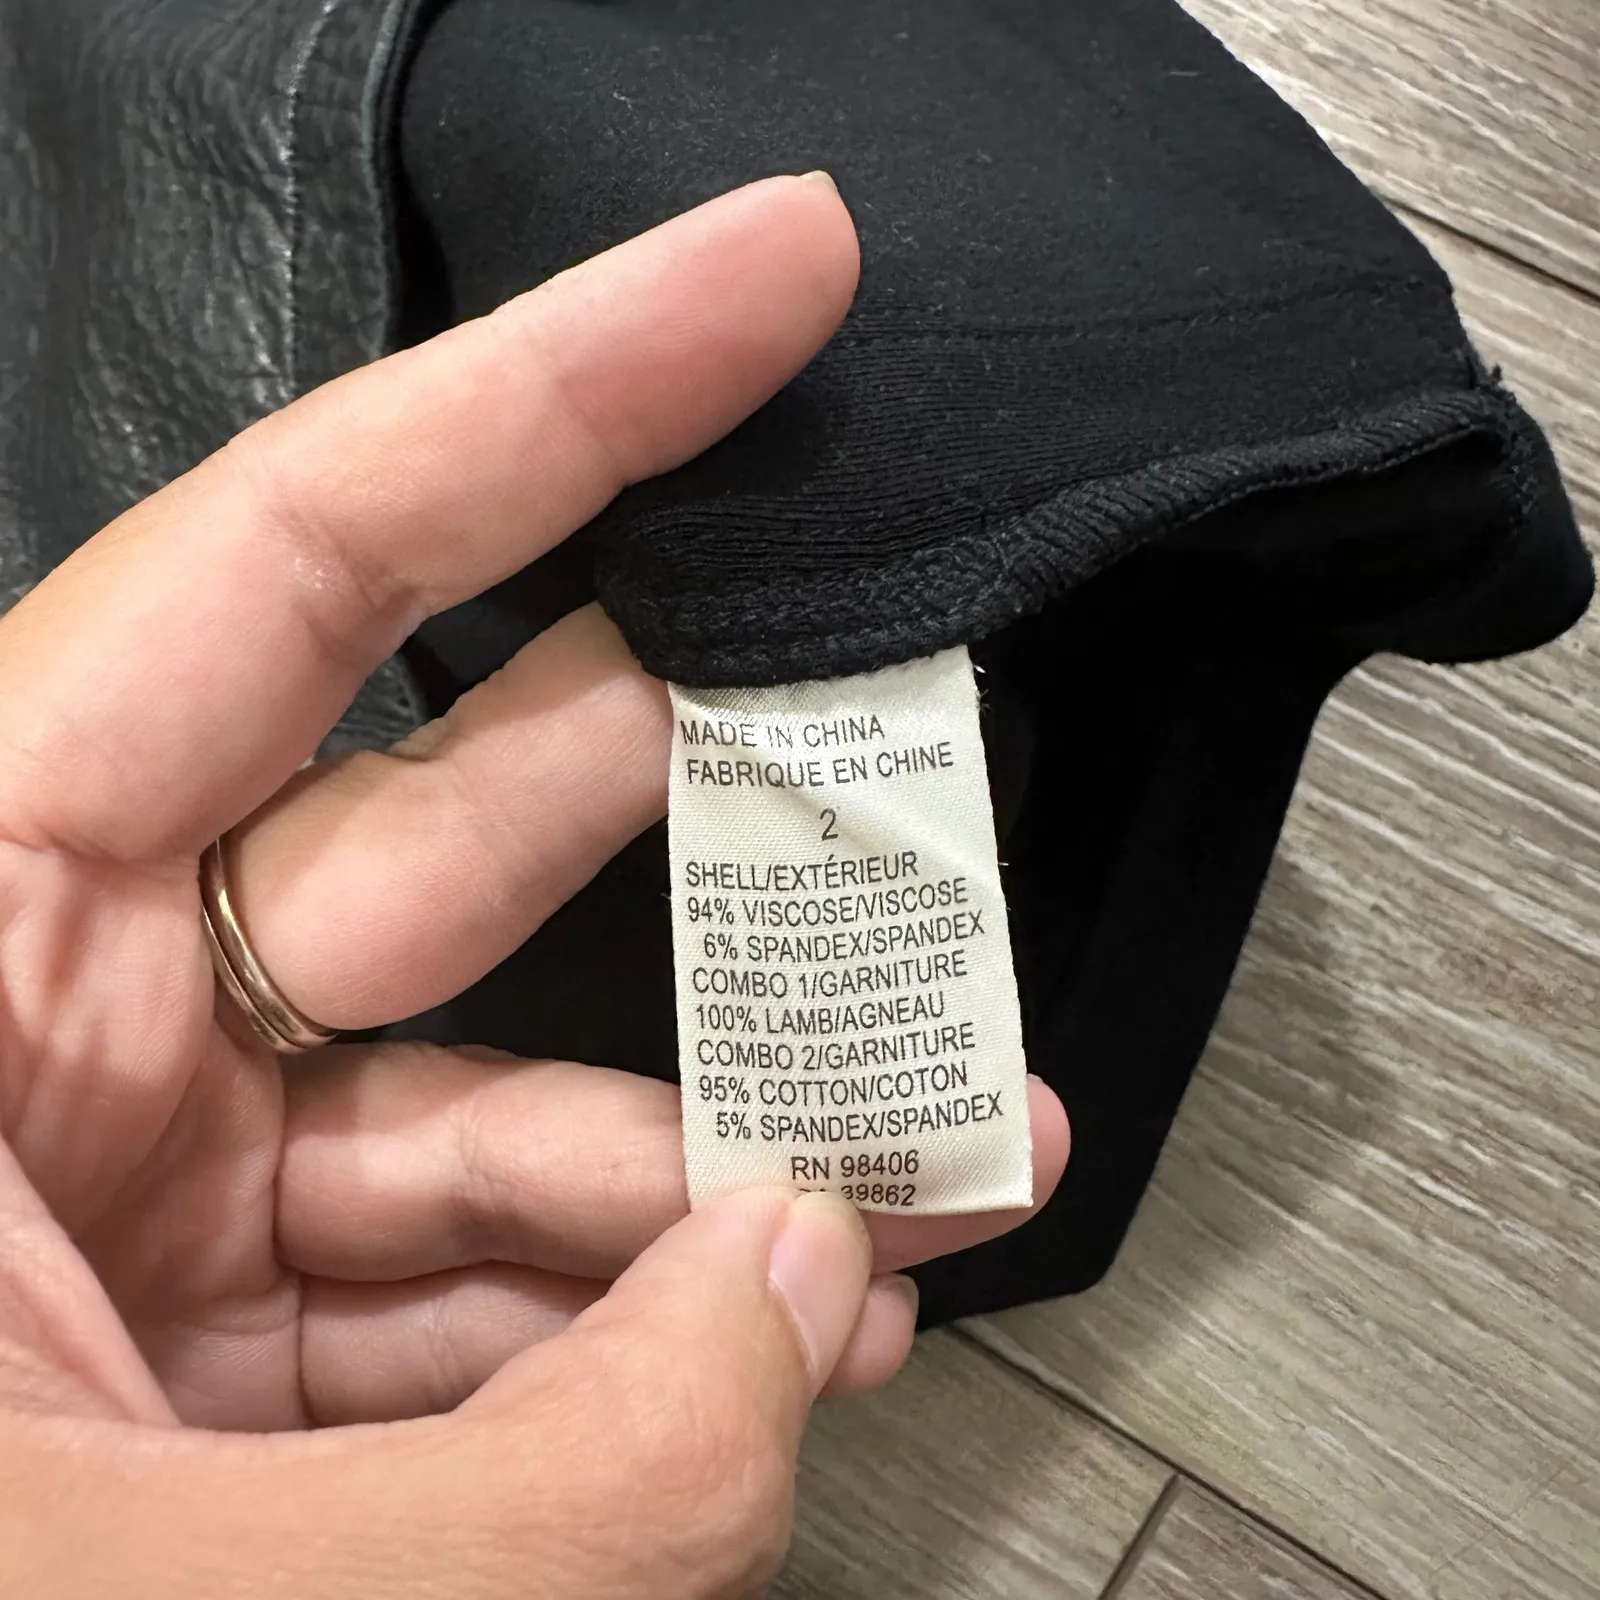 MADE IN CHINA
FABRIQUE EN CHINE
2
SHELL/EXTÉRIEUR
94% VISCOSE/VISCOSE
6% SPANDEX/SPANDEX
COMBO 1/GARNITURE
100% LAMB/AGNEAU
COMBO 2/GARNITURE
95% COTTON/COTON
5% SPANDEX/SPANDEX
RN 98406
39862